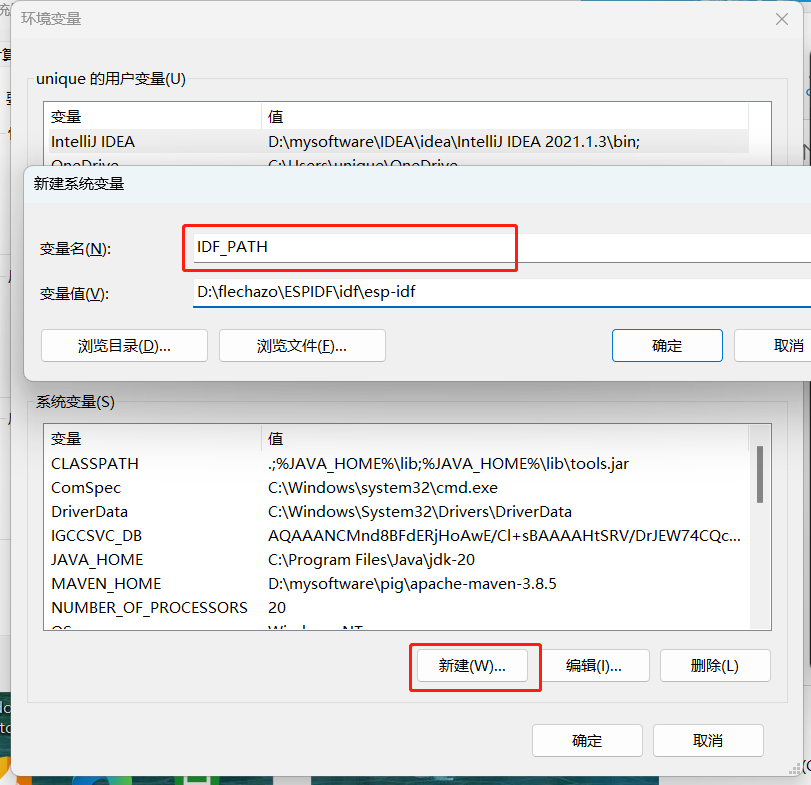 环境变量
unique 的用户变量(U)
变量 值
IntelliJ IDEA D:\mysoftware\IDEA\idea\IntelliJ IDEA 2021.1.3\bin;
OneDrive C:\Users\unique\OneDrive
新建系统变量
变量名(N): IDF_PATH
变量值(V): D:\flechazo\ESPIDF\idf\esp-idf
浏览目录(D)... 浏览文件(F)... 确定 取消
系统变量(S)
变量 值
CLASSPATH .;%JAVA_HOME%\lib;%JAVA_HOME%\lib\tools.jar
ComSpec C:\Windows\system32\cmd.exe
DriverData C:\Windows\System32\Drivers\DriverData
IGCCSVC_DB AQAAANCMnd8BFdERjHoAwE/Cl+sBAAAAHtSRV/DrJEW74CQc...
JAVA_HOME C:\Program Files\Java\jdk-20
MAVEN_HOME D:\mysoftware\pig\apache-maven-3.8.5
NUMBER_OF_PROCESSORS 20
OS Windows_NT
新建(W)... 编辑(I)... 删除(L)
确定 取消